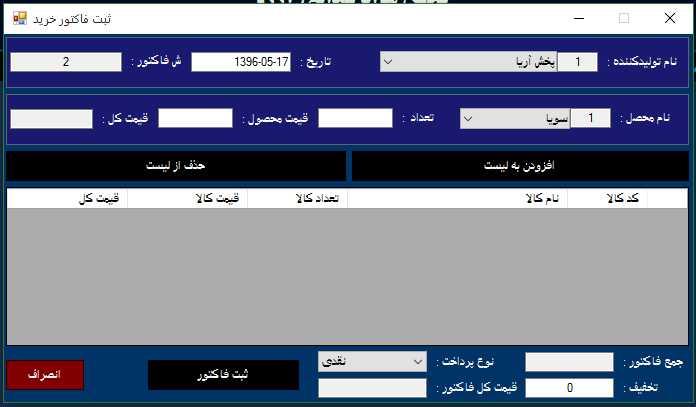 ثبت فاکتور خرید
نام تولیدکننده : 1 پخش آریا تاریخ : 1396-05-17 ش فاکتور : 2
نام محصل : 1 سویا تعداد : قیمت محصول : قیمت کل :
افزودن به لیست حذف از لیست
کد کالا نام کالا تعداد کالا قیمت کالا قیمت کل
جمع فاکتور : نوع پرداخت : نقدی
ثبت فاکتور انصراف
تخفیف : 0 قیمت کل فاکتور :